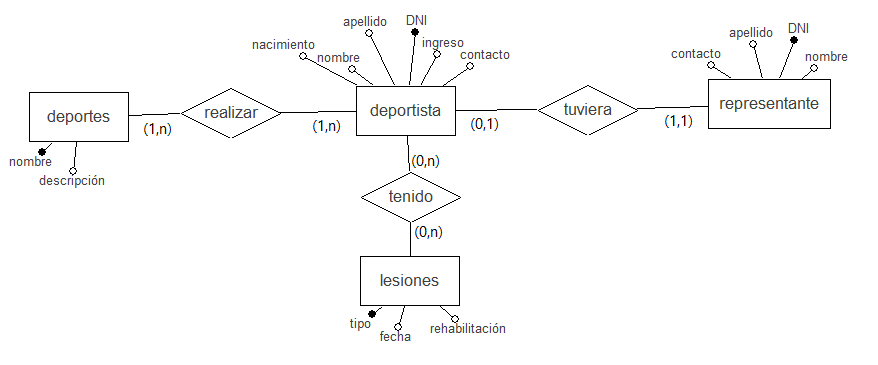 apellido
DNI
nacimiento
nombre
ingreso
contacto
deportista
apellido
DNI
contacto
nombre
representante
deportes
(1,n)
realizar
(1,n)
(0,1)
tuviera
(1,1)
nombre
descripción
(0,n)
tenido
(0,n)
lesiones
tipo
fecha
rehabilitación